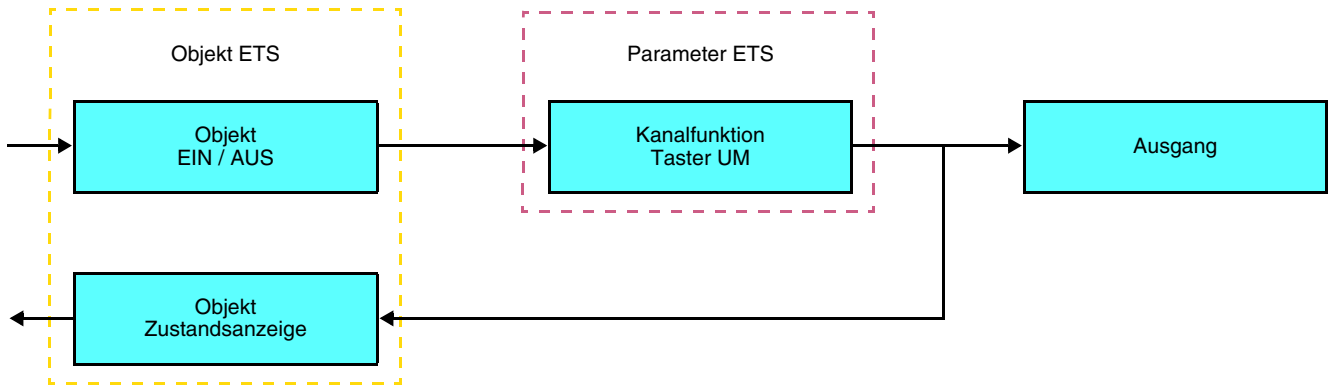 Objekt ETS
Parameter ETS
Objekt
EIN / AUS
Kanalfunktion
Taster UM
Ausgang
Objekt
Zustandsanzeige